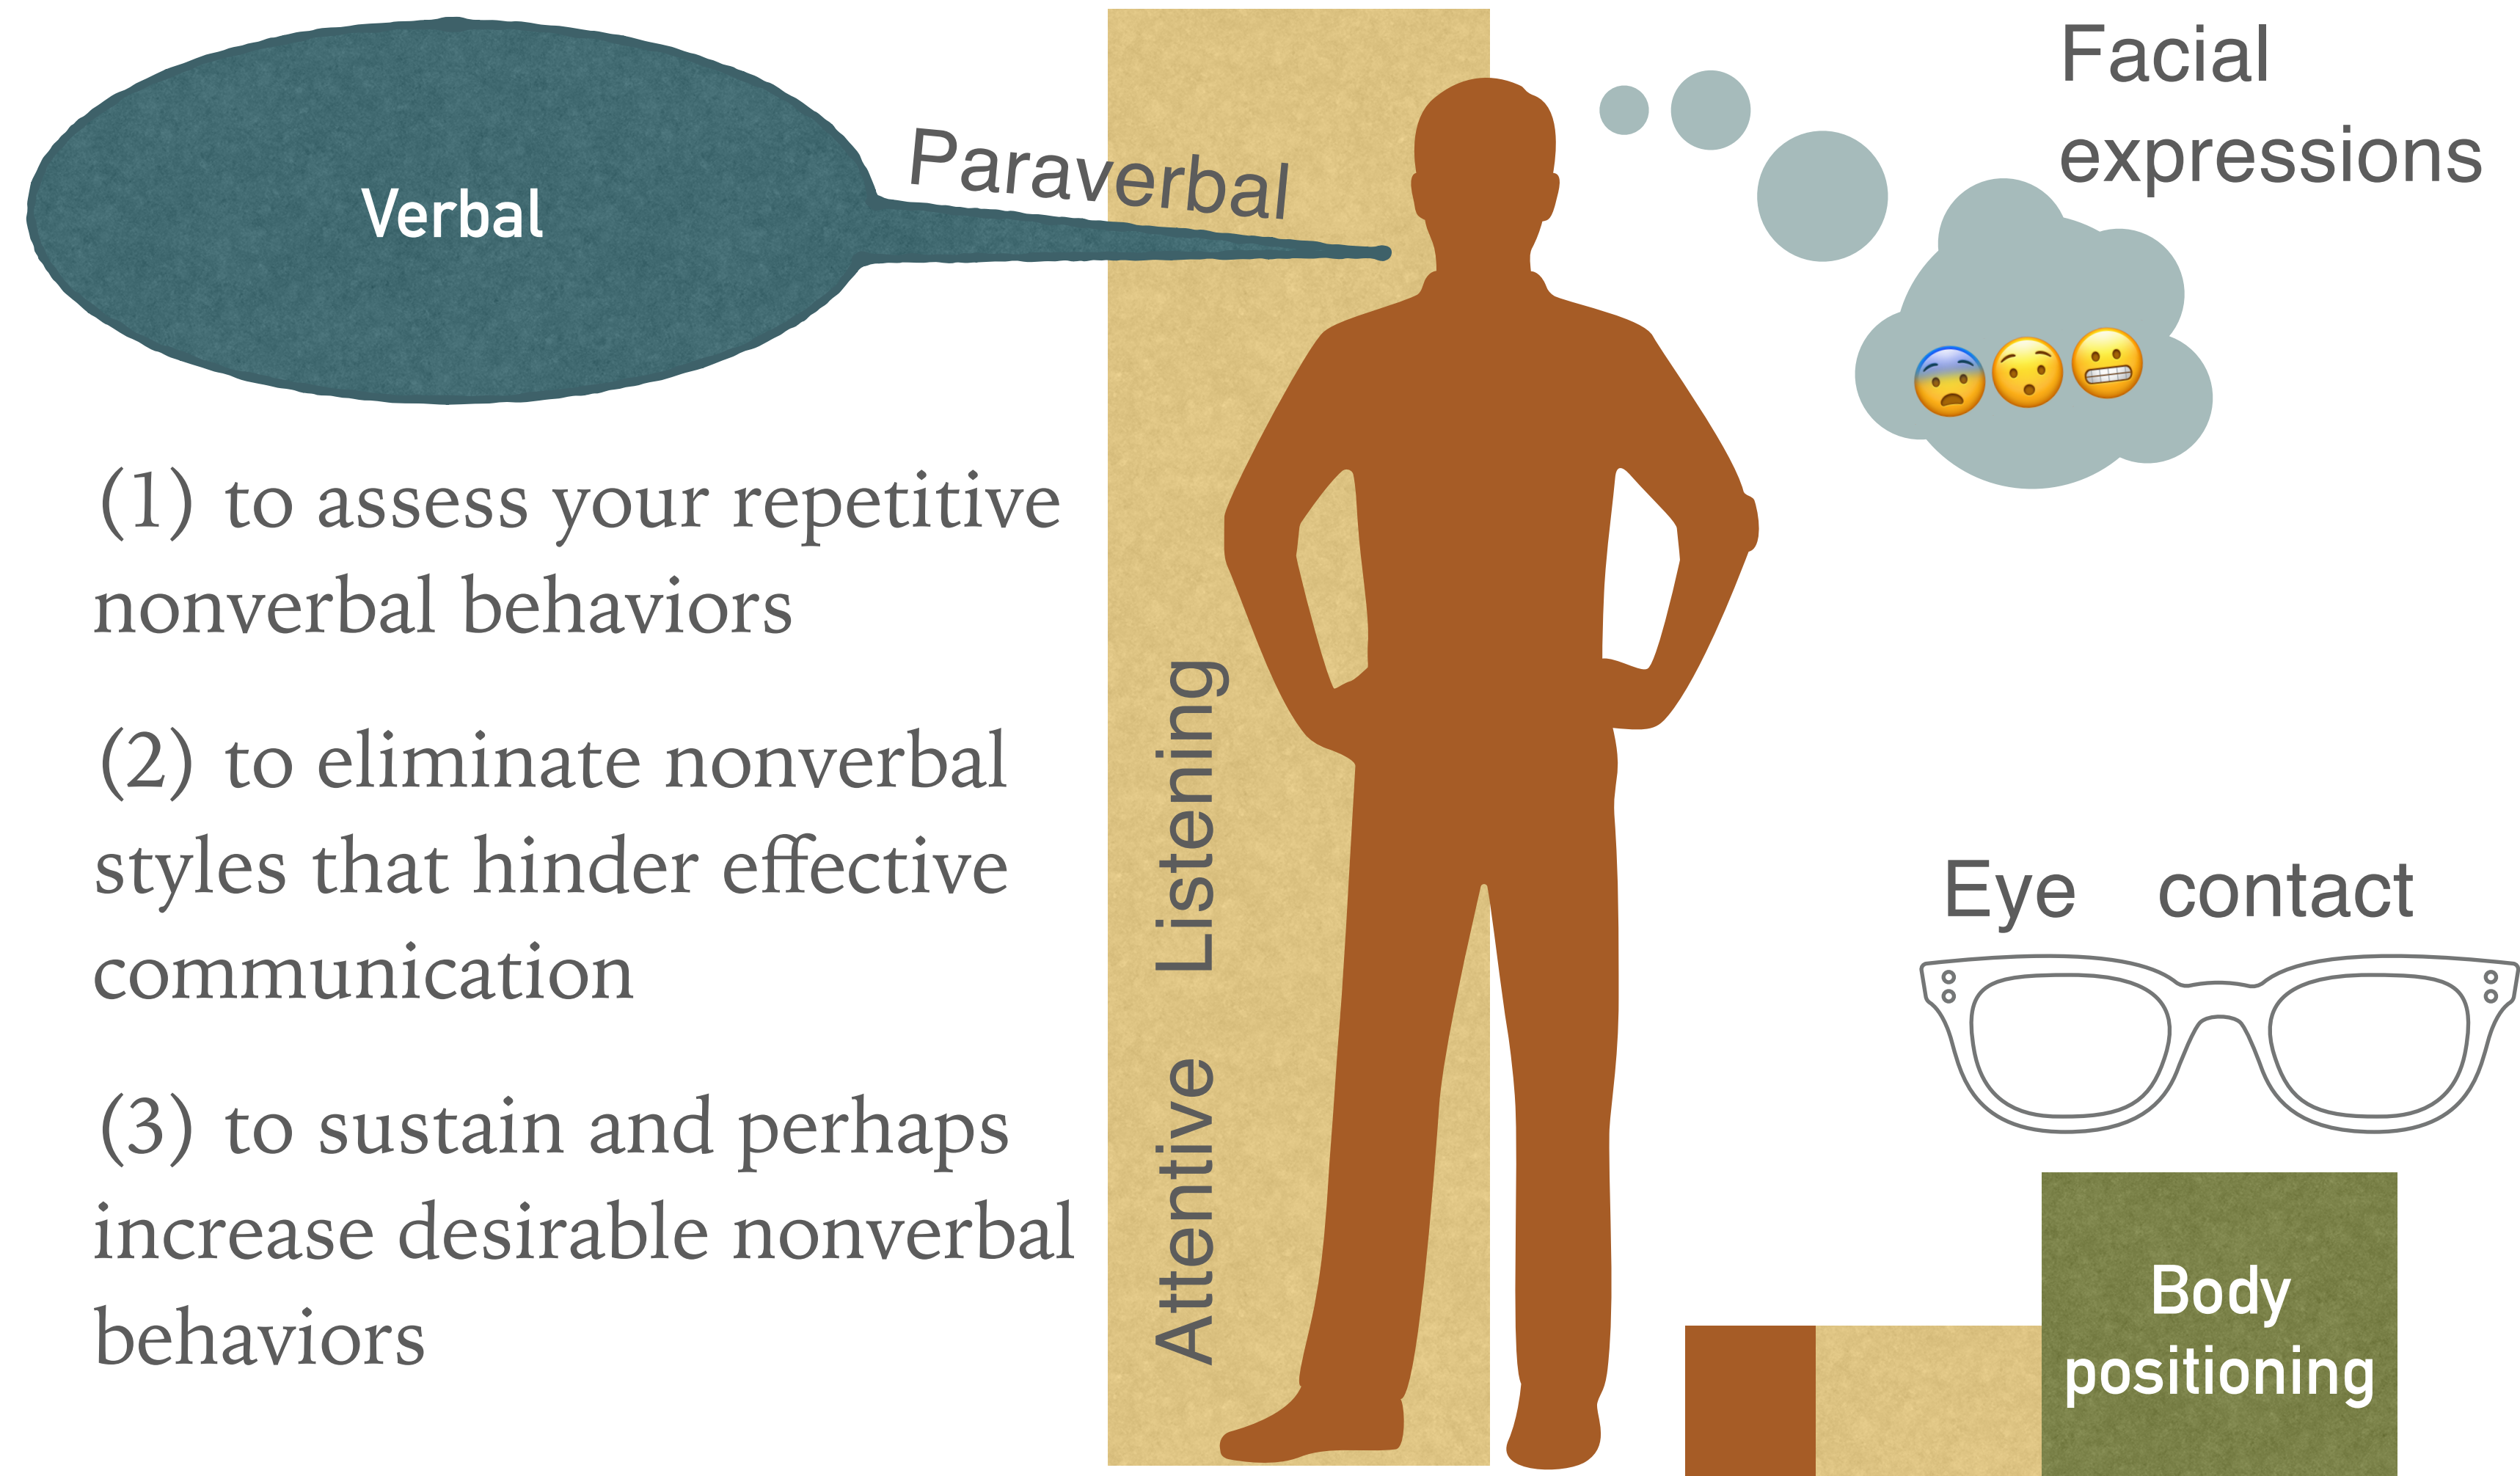 Verbal
Paraverbal
Facial
expressions
(1) to assess your repetitive
nonverbal behaviors
(2) to eliminate nonverbal
styles that hinder effective
communication
(3) to sustain and perhaps
increase desirable nonverbal
behaviors
Attentive Listening
Eye contact
Body
positioning